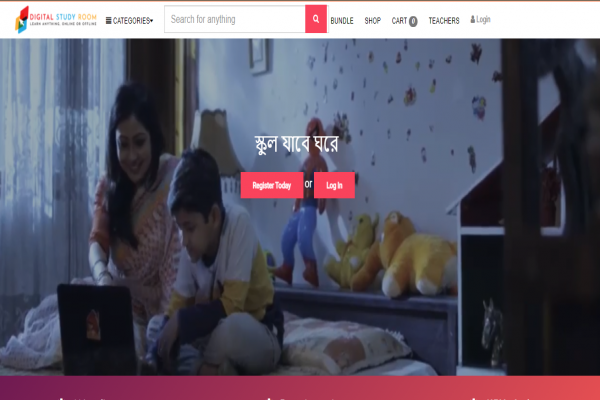 DIGITAL STUDY ROOM
LEARN ANYTHING, ONLINE OR OFFLINE
CATEGORIES
Search for anything
BUNDLE
SHOP
CART 0
TEACHERS
Login
স্কুল যাবে ঘরে
Register Today or Log In